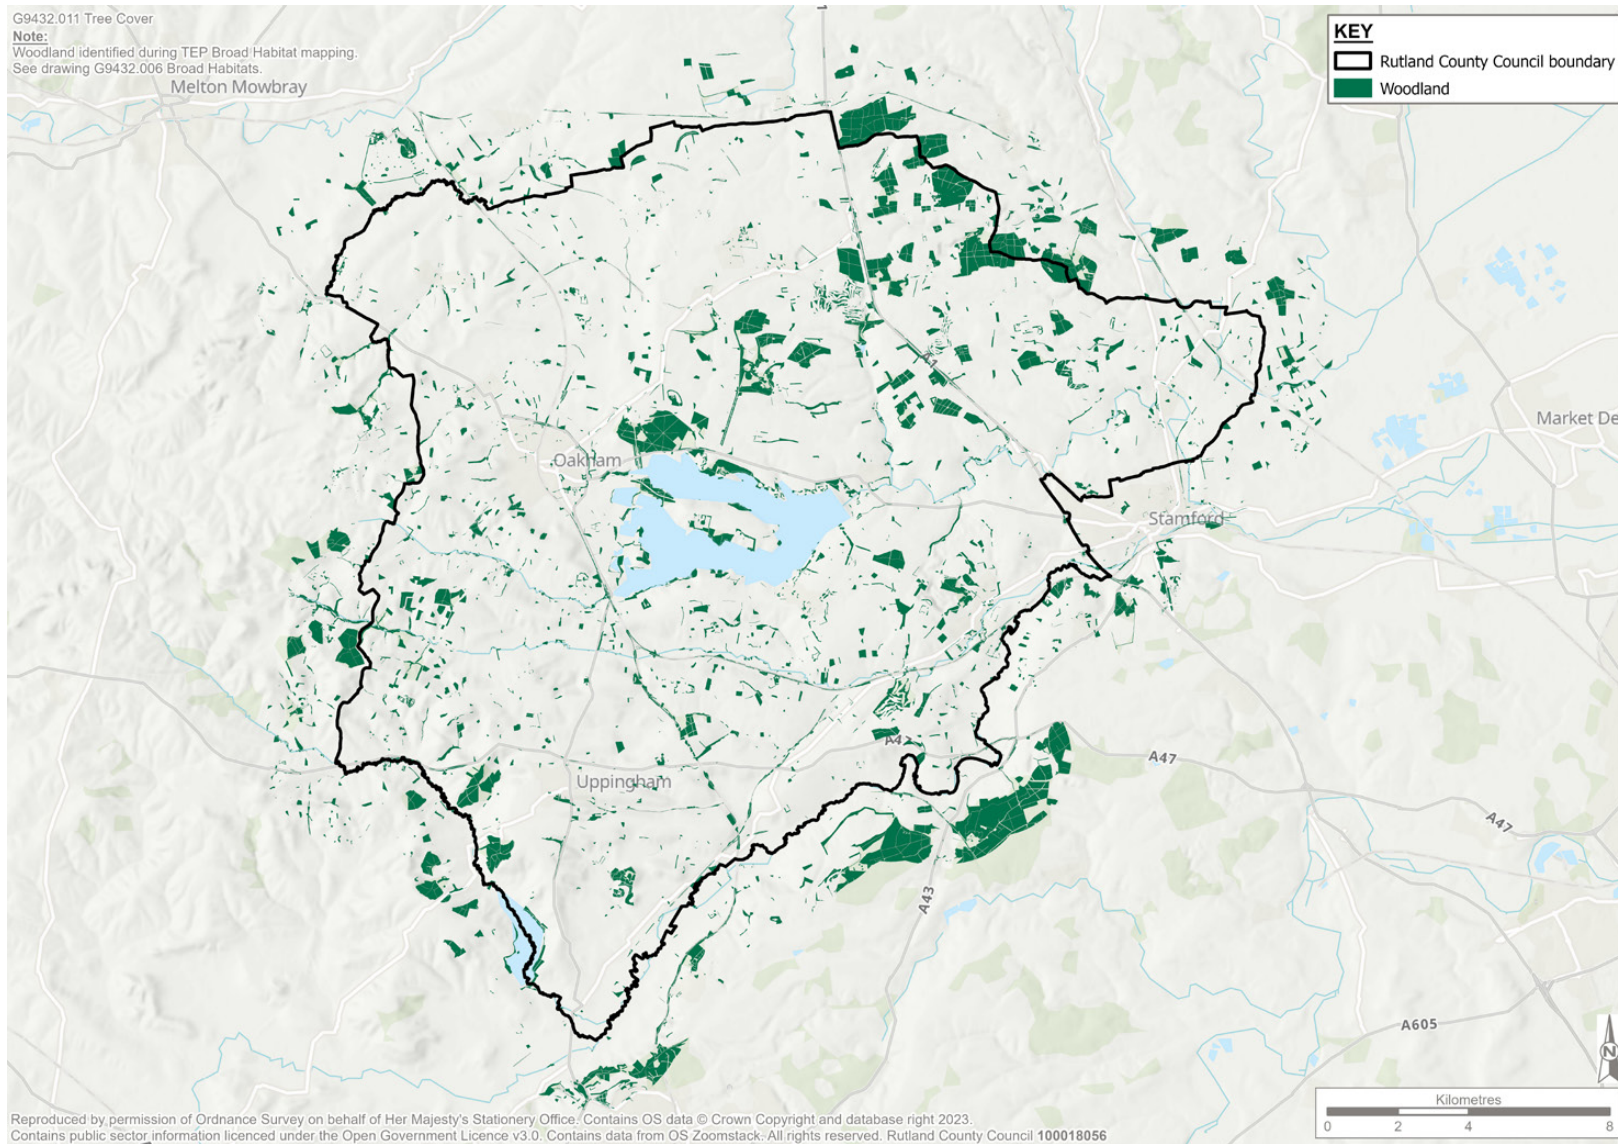 G9432.011 Tree Cover
Note:
Woodland identified during TEP Broad Habitat mapping.
See drawing G9432.006 Broad Habitats.
KEY
Rutland County Council boundary
Woodland
Melton Mowbray
A1
Market De
Oakham
Stamford
A47
A47
Uppingham
A47
A43
A605
N
Kilometres
0 2 4 8
Reproduced by permission of Ordnance Survey on behalf of Her Majesty's Stationery Office. Contains OS data © Crown Copyright and database right 2023.
Contains public sector information licenced under the Open Government Licence v3.0. Contains data from OS Zoomstack. All rights reserved. Rutland County Council 100018056